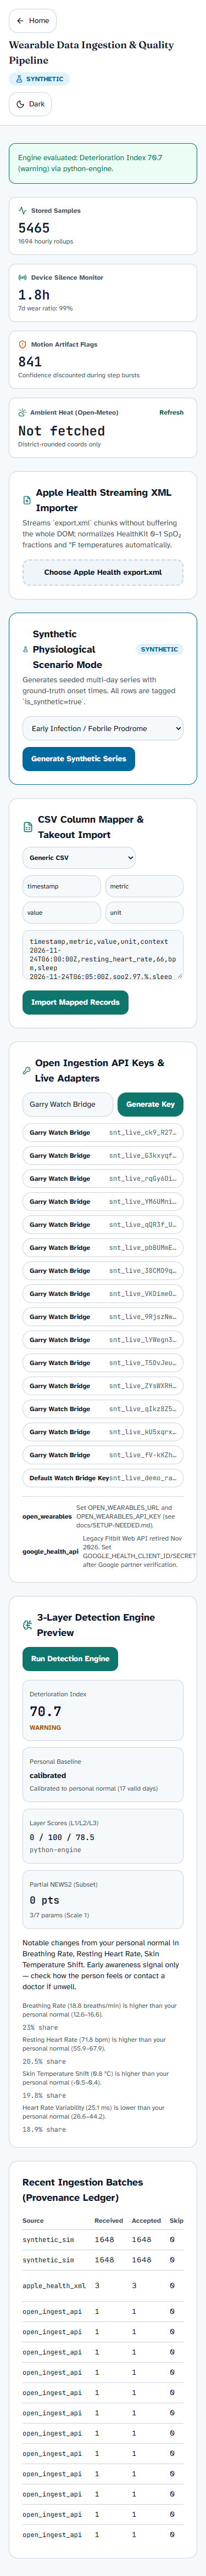 Home
Wearable Data Ingestion & Quality
Pipeline
SYNTHETIC
Dark
Engine evaluated: Deterioration Index 70.7
(warning) via python-engine.
Stored Samples
5465
1694 hourly rollups
Device Silence Monitor
1.8h
7d wear ratio: 99%
Motion Artifact Flags
841
Confidence discounted during step bursts
Ambient Heat (Open-Meteo) Refresh
Not fetched
District-rounded coords only
Apple Health Streaming XML
Importer
Streams `export.xml` chunks without buffering
the whole DOM; normalizes HealthKit 0–1 SpO₂
fractions and °F temperatures automatically.
Choose Apple Health export.xml
Synthetic
Physiological
Scenario Mode
SYNTHETIC
Generates seeded multi-day series with
ground-truth onset times. All rows are tagged
`is_synthetic=true`.
Early Infection / Febrile Prodrome
Generate Synthetic Series
CSV Column Mapper &
Takeout Import
Generic CSV
timestamp metric
value unit
timestamp,metric,value,unit,context
2026-11-
24T06:00:00Z,resting_heart_rate,66,bp
m,sleep
2026-11-24T06:05:00Z,spo2,97,%,sleep
Import Mapped Records
Open Ingestion API Keys &
Live Adapters
Garry Watch Bridge Generate Key
Garry Watch Bridge snt_live_ck9_R27…
Garry Watch Bridge snt_live_G3kxyqf…
Garry Watch Bridge snt_live_rqGy6Oi…
Garry Watch Bridge snt_live_YM6UMni…
Garry Watch Bridge snt_live_qQR3f_U…
Garry Watch Bridge snt_live_pbBUMmE…
Garry Watch Bridge snt_live_38CMO9q…
Garry Watch Bridge snt_live_VKDimeO…
Garry Watch Bridge snt_live_9RjszNw…
Garry Watch Bridge snt_live_lYWegn3…
Garry Watch Bridge snt_live_T5OvJeu…
Garry Watch Bridge snt_live_ZYsWXRH…
Garry Watch Bridge snt_live_qIkz8Z5…
Garry Watch Bridge snt_live_kU5xqrx…
Garry Watch Bridge snt_live_fV-kKZh…
Default Watch Bridge Key snt_live_demo_ra…
open_wearables Set OPEN_WEARABLES_URL and
OPEN_WEARABLES_API_KEY (see
docs/SETUP-NEEDED.md).
google_health_api Legacy Fitbit Web API retired Nov
2026. Set
GOOGLE_HEALTH_CLIENT_ID/SECRET
after Google partner verification.
3-Layer Detection Engine
Preview
Run Detection Engine
Deterioration Index
70.7
WARNING
Personal Baseline
calibrated
Calibrated to personal normal (17 valid days)
Layer Scores (L1/L2/L3)
0 / 100 / 78.5
python-engine
Partial NEWS2 (Subset)
0 pts
3/7 params (Scale 1)
Notable changes from your personal normal in
Breathing Rate, Resting Heart Rate, Skin
Temperature Shift. Early awareness signal only
— check how the person feels or contact a
doctor if unwell.
Breathing Rate (18.8 breaths/min) is higher than your
personal normal (12.6–16.6).
23% share
Resting Heart Rate (71.8 bpm) is higher than your
personal normal (55.9–67.9).
20.5% share
Skin Temperature Shift (0.8 °C) is higher than your
personal normal (-0.5–0.4).
19.8% share
Heart Rate Variability (25.1 ms) is lower than your
personal normal (26.6–44.2).
18.9% share
Recent Ingestion Batches
(Provenance Ledger)
Source Received Accepted Skip
synthetic_sim 1648 1648 0
synthetic_sim 1648 1648 0
apple_health_xml 3 3 0
open_ingest_api 1 1 0
open_ingest_api 1 1 0
open_ingest_api 1 1 0
open_ingest_api 1 1 0
open_ingest_api 1 1 0
open_ingest_api 1 1 0
open_ingest_api 1 1 0
open_ingest_api 1 1 0
open_ingest_api 1 1 0
open_ingest_api 1 1 0
open_ingest_api 1 1 0
open_ingest_api 1 1 0